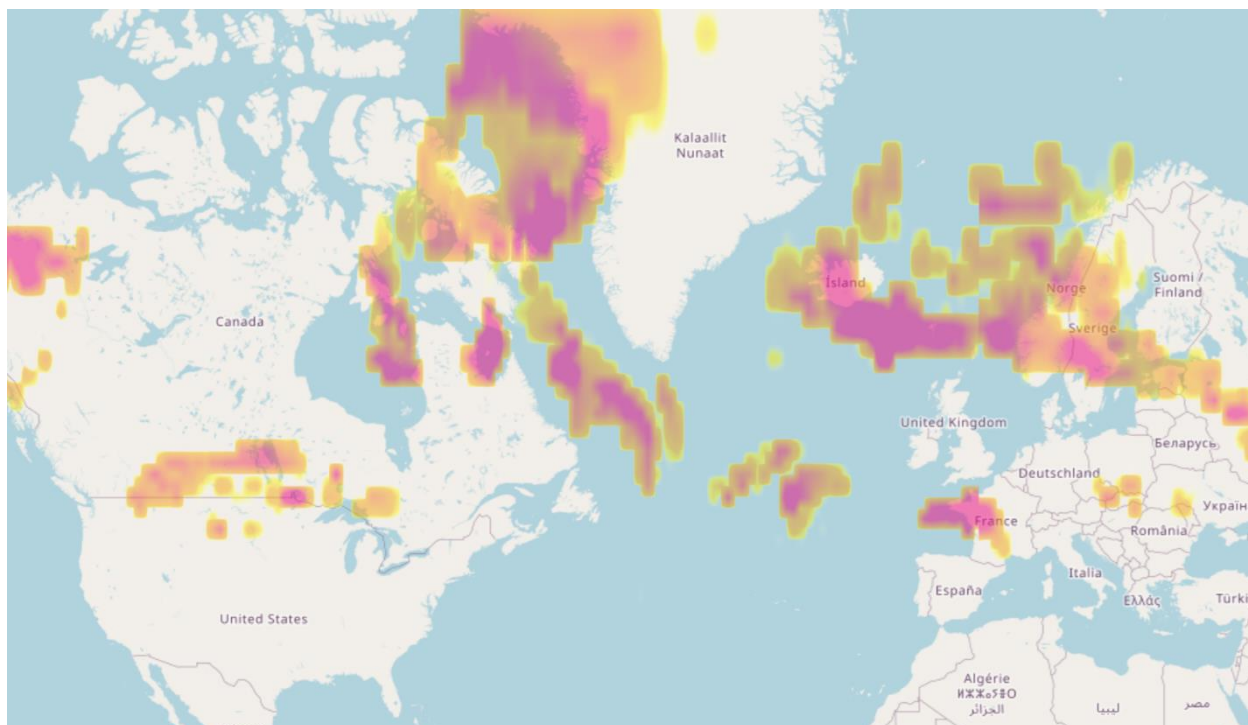 Kalaallit
Nunaat
Ísland
Norge
Suomi /
Finland
Canada
Sverige
United Kingdom
Беларусь
Deutschland
France
Україн
România
España
Italia
Ελλάς
Türki
United States
Algérie
ⵍⵣⵣⴰⵢⴻⵔ
الجزائر
ليبيا
مصر